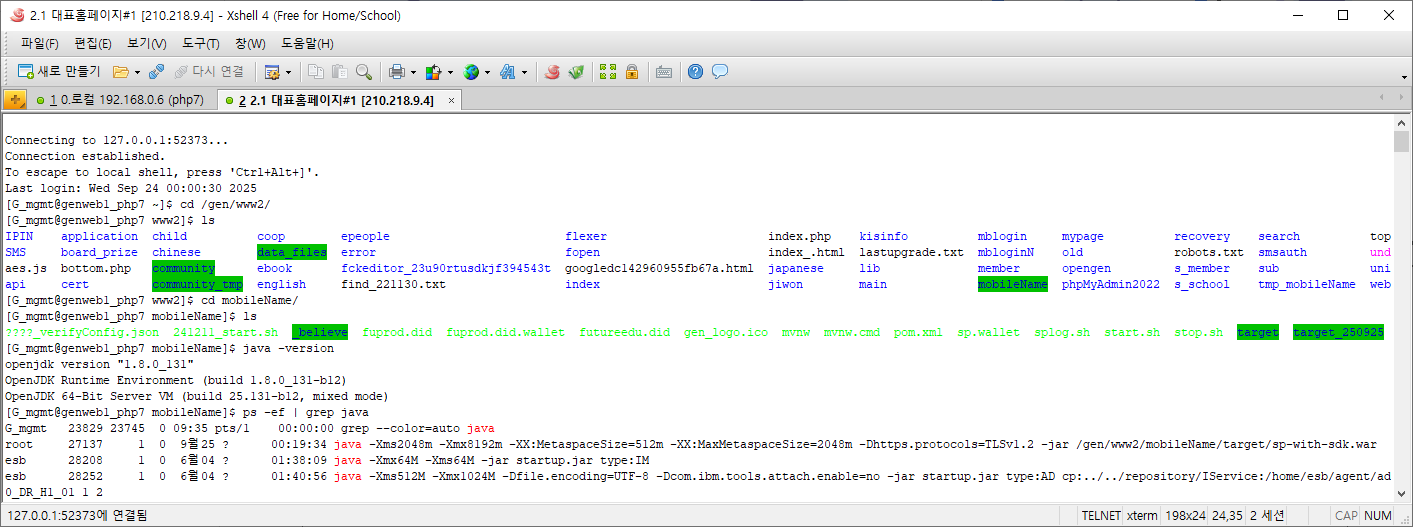 2.1 대표홈페이지#1 [210.218.9.4] - Xshell 4 (Free for Home/School)
파일(F) 편집(E) 보기(V) 도구(T) 창(W) 도움말(H)
새로 만들기 다시 연결
1 0.로컬 192.168.0.6 (php7) 2 2.1 대표홈페이지#1 [210.218.9.4]
Connecting to 127.0.0.1:52373...
Connection established.
To escape to local shell, press 'Ctrl+Alt+]'.
Last login: Wed Sep 24 00:00:30 2025
[G_mgmt@genweb1_php7 ~]$ cd /gen/www2/
[G_mgmt@genweb1_php7 www2]$ ls
IPIN application child coop epeople flexer index.php kisinfo mblogin mypage recovery search top
SMS board_prize chinese data_files error fopen index_.html lastupgrade.txt mbloginN old robots.txt smsauth und
aes.js bottom.php community ebook fckeditor_23u90rtusdkjf394543t googledc142960955fb67a.html japanese lib member opengen s_member sub uni
api cert community_tmp english find_221130.txt index jiwon main mobileName phpMyAdmin2022 s_school tmp_mobileName web
[G_mgmt@genweb1_php7 www2]$ cd mobileName/
[G_mgmt@genweb1_php7 mobileName]$ ls
????_verifyConfig.json 241211_start.sh _believe fuprod.did fuprod.did.wallet futureedu.did gen_logo.ico mvnw mvnw.cmd pom.xml sp.wallet splog.sh start.sh stop.sh target target_250925
[G_mgmt@genweb1_php7 mobileName]$ java -version
openjdk version "1.8.0_131"
OpenJDK Runtime Environment (build 1.8.0_131-b12)
OpenJDK 64-Bit Server VM (build 25.131-b12, mixed mode)
[G_mgmt@genweb1_php7 mobileName]$ ps -ef | grep java
G_mgmt 23829 23745 0 09:35 pts/1 00:00:00 grep --color=auto java
root 27137 1 0 9월25 ? 00:19:34 java -Xms2048m -Xmx8192m -XX:MetaspaceSize=512m -XX:MaxMetaspaceSize=2048m -Dhttps.protocols=TLSv1.2 -jar /gen/www2/mobileName/target/sp-with-sdk.war
esb 28208 1 0 6월04 ? 01:38:09 java -Xmx64M -Xms64M -jar startup.jar type:IM
esb 28252 1 0 6월04 ? 01:40:56 java -Xms512M -Xmx1024M -Dfile.encoding=UTF-8 -Dcom.ibm.tools.attach.enable=no -jar startup.jar type:AD cp:../../repository/IService:/home/esb/agent/ad
0_DR_H1_01 1 2
127.0.0.1:52373에 연결됨 TELNET xterm 198x24 24,35 2 세션 CAP NUM